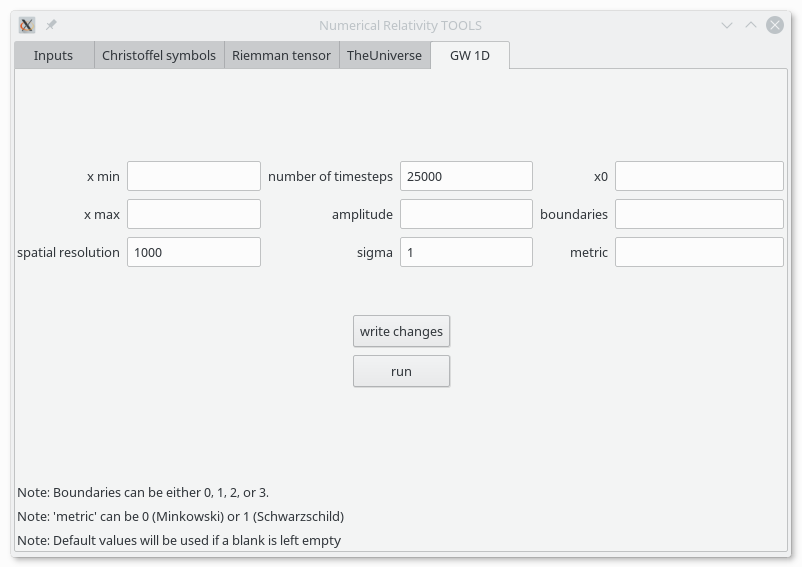 Numerical Relativity TOOLS
Inputs Christoffel symbols Riemman tensor TheUniverse GW 1D
x min number of timesteps 25000 x0
x max amplitude boundaries
spatial resolution 1000 sigma 1 metric
write changes
run
Note: Boundaries can be either 0, 1, 2, or 3.
Note: 'metric' can be 0 (Minkowski) or 1 (Schwarzschild)
Note: Default values will be used if a blank is left empty